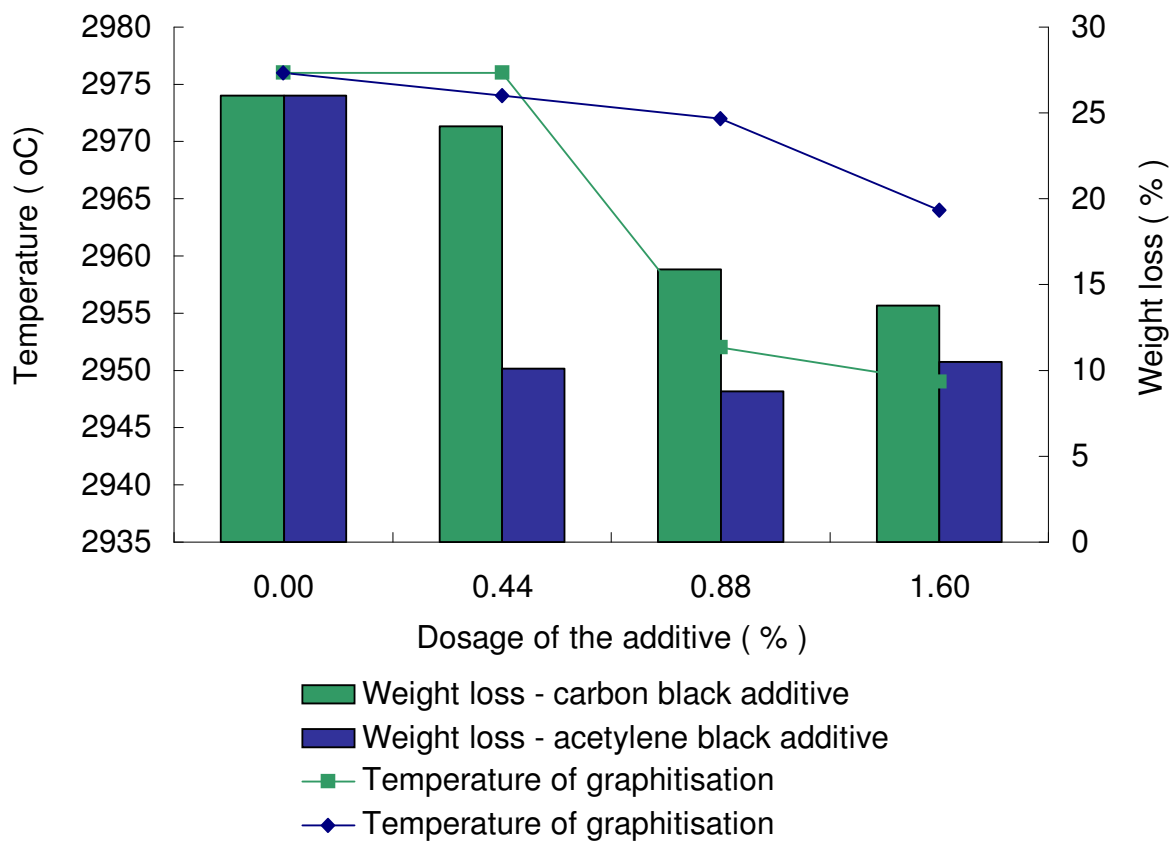 2980
2975
2970
2965
2960
2955
2950
2945
2940
2935
Temperature ( oC)
30
25
20
15
10
5
0
Weight loss ( % )
0.00 0.44 0.88 1.60
Dosage of the additive ( % )
Weight loss - carbon black additive
Weight loss - acetylene black additive
Temperature of graphitisation
Temperature of graphitisation